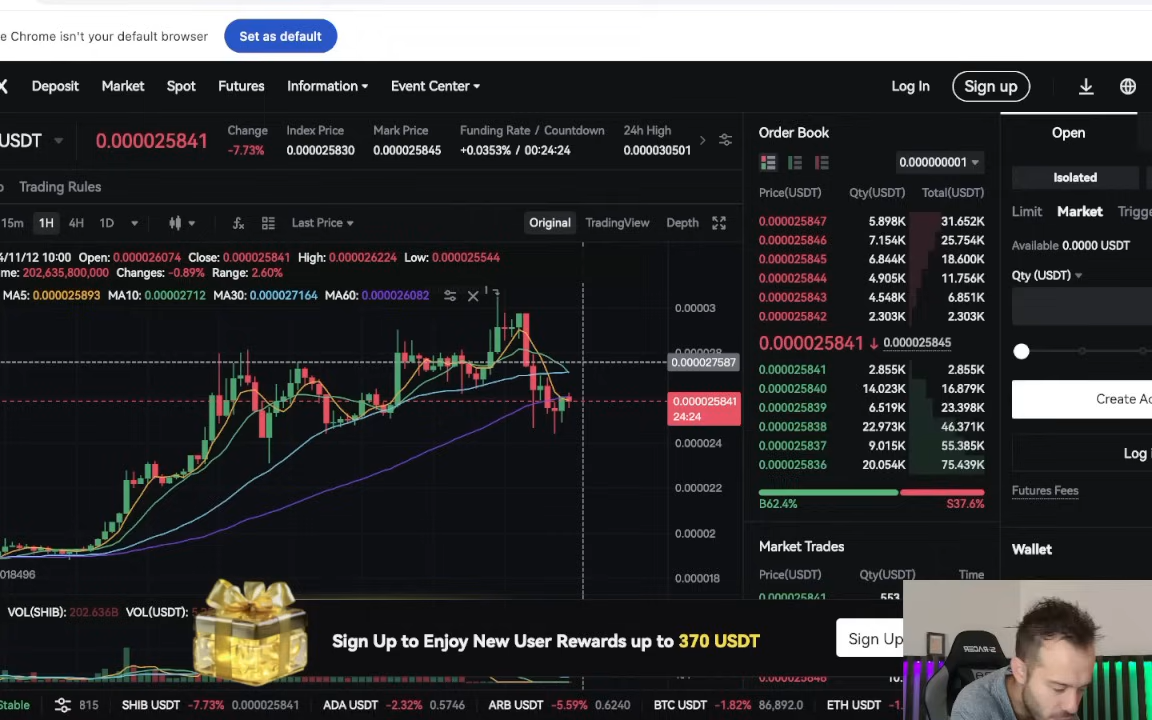 e Chrome isn't your default browser
Set as default
X Deposit Market Spot Futures Information Event Center Log In Sign up
USDT 0.000025841
Change -7.73%
Index Price 0.000025830
Mark Price 0.000025845
Funding Rate / Countdown +0.0353% / 00:24:24
24h High 0.000030501
Trading Rules
15m 1H 4H 1D Last Price Original TradingView Depth
4/11/12 10:00 Open: 0.000026074 Close: 0.000025841 High: 0.000026224 Low: 0.000025544
me: 202,635,800,000 Changes: -0.89% Range: 2.60%
MA5: 0.000025893 MA10: 0.00002712 MA30: 0.000027164 MA60: 0.000026082
0.00003
0.000028
0.000027587
0.000025841
24:24
0.000024
0.000022
0.00002
0.000018
018496
VOL(SHIB): 202.636B VOL(USDT):
Order Book
0.000000001
Price(USDT) Qty(USDT) Total(USDT)
0.000025847 5.898K 31.652K
0.000025846 7.154K 25.754K
0.000025845 6.844K 18.600K
0.000025844 4.905K 11.756K
0.000025843 4.548K 6.851K
0.000025842 2.303K 2.303K
0.000025841 ↓ 0.000025845
0.000025841 2.855K 2.855K
0.000025840 14.023K 16.879K
0.000025839 6.519K 23.398K
0.000025838 22.973K 46.371K
0.000025837 9.015K 55.385K
0.000025836 20.054K 75.439K
B62.4% S37.6%
Market Trades
Price(USDT) Qty(USDT) Time
0.000025841 553
Open
Isolated
Limit Market Trigge
Available 0.0000 USDT
Qty (USDT)
Create Ac
Log i
Futures Fees
Wallet
Sign Up to Enjoy New User Rewards up to 370 USDT
Sign Up
Stable 815 SHIB USDT -7.73% 0.000025841 ADA USDT -2.32% 0.5746 ARB USDT -5.59% 0.6240 BTC USDT -1.82% 86,892.0 ETH USDT -1.